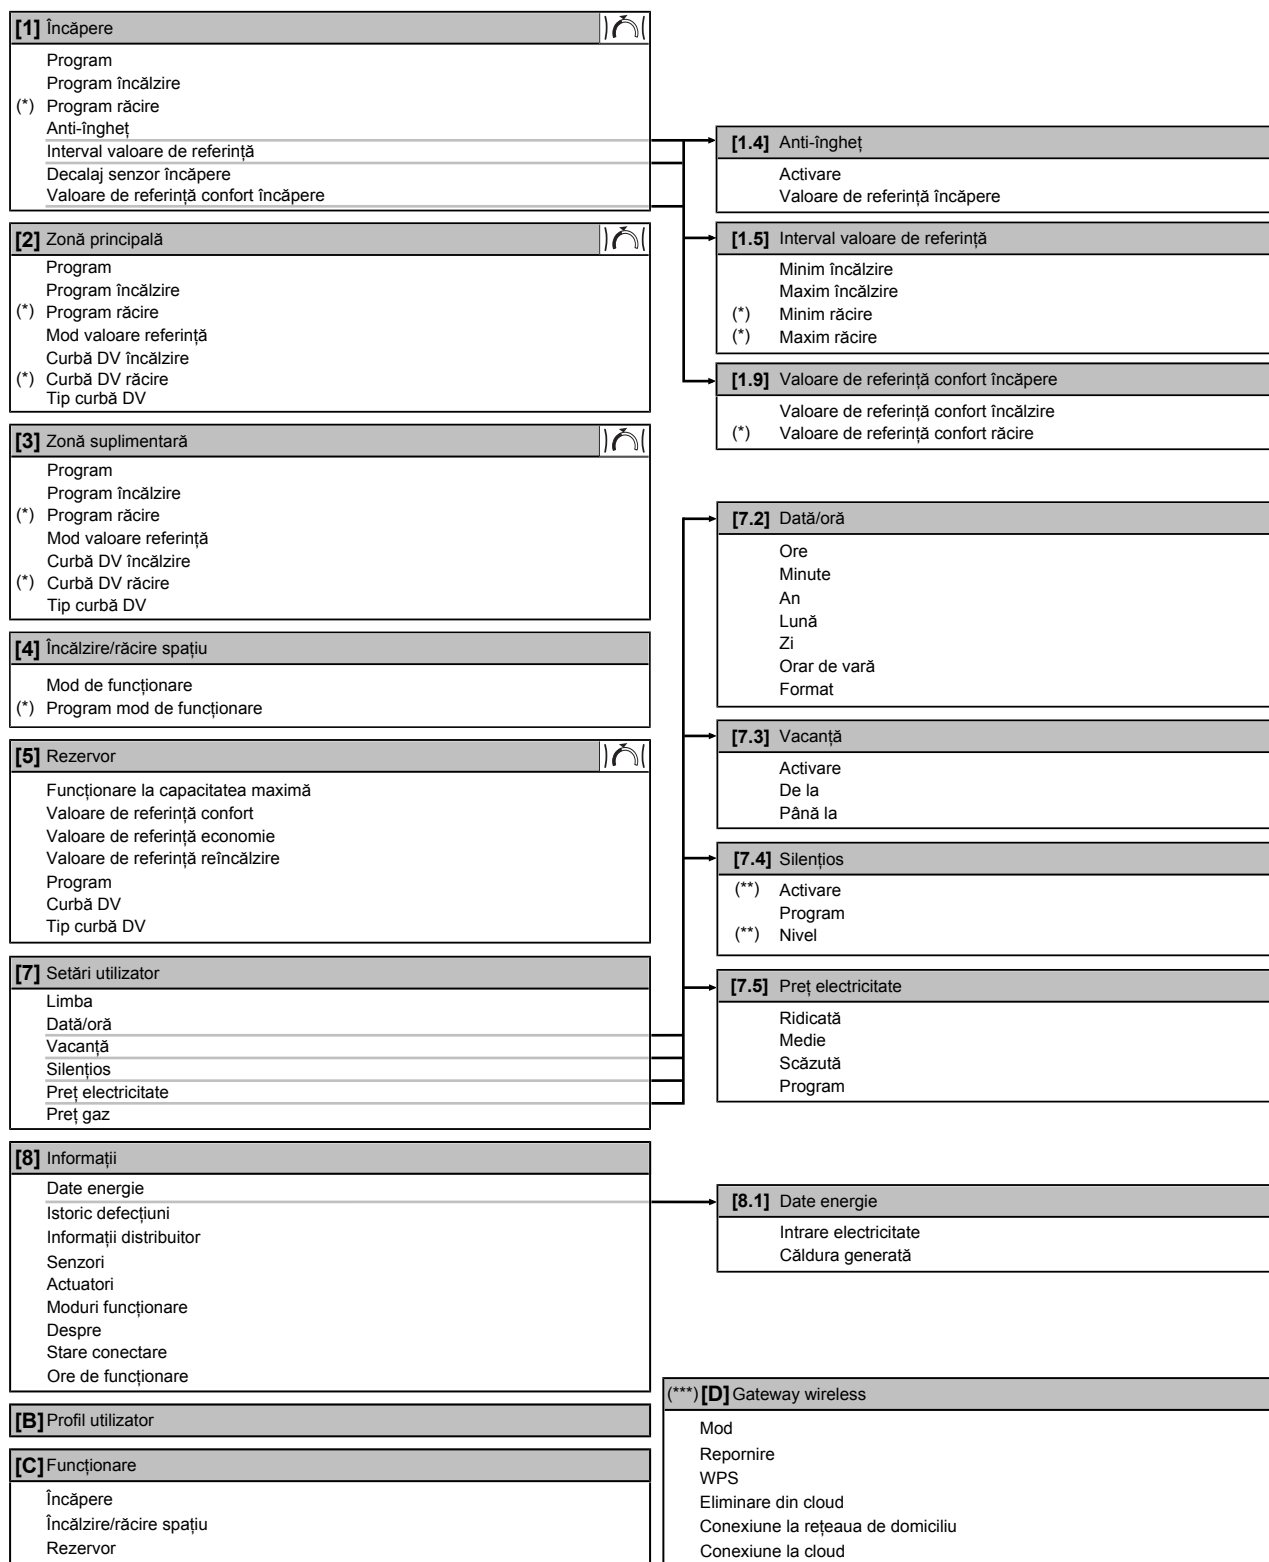 [1] Încăpere
Program
Program încălzire
(*) Program răcire
Anti-îngheț
Interval valoare de referință
Decalaj senzor încăpere
Valoare de referință confort încăpere
[2] Zonă principală
Program
Program încălzire
(*) Program răcire
Mod valoare referință
Curbă DV încălzire
(*) Curbă DV răcire
Tip curbă DV
[3] Zonă suplimentară
Program
Program încălzire
(*) Program răcire
Mod valoare referință
Curbă DV încălzire
(*) Curbă DV răcire
Tip curbă DV
[4] Încălzire/răcire spațiu
Mod de funcționare
(*) Program mod de funcționare
[5] Rezervor
Funcționare la capacitatea maximă
Valoare de referință confort
Valoare de referință economie
Valoare de referință reîncălzire
Program
Curbă DV
Tip curbă DV
[7] Setări utilizator
Limba
Dată/oră
Vacanță
Silențios
Preț electricitate
Preț gaz
[8] Informații
Date energie
Istoric defecțiuni
Informații distribuitor
Senzori
Actuatori
Moduri funcționare
Despre
Stare conectare
Ore de funcționare
[B] Profil utilizator
[C] Funcționare
Încăpere
Încălzire/răcire spațiu
Rezervor
[1.4] Anti-îngheț
Activare
Valoare de referință încăpere
[1.5] Interval valoare de referință
Minim încălzire
Maxim încălzire
(*) Minim răcire
(*) Maxim răcire
[1.9] Valoare de referință confort încăpere
Valoare de referință confort încălzire
(*) Valoare de referință confort răcire
[7.2] Dată/oră
Ore
Minute
An
Lună
Zi
Orar de vară
Format
[7.3] Vacanță
Activare
De la
Până la
[7.4] Silențios
(**) Activare
Program
(**) Nivel
[7.5] Preț electricitate
Ridicată
Medie
Scăzută
Program
[8.1] Date energie
Intrare electricitate
Căldura generată
(***) [D] Gateway wireless
Mod
Repornire
WPS
Eliminare din cloud
Conexiune la rețeaua de domiciliu
Conexiune la cloud